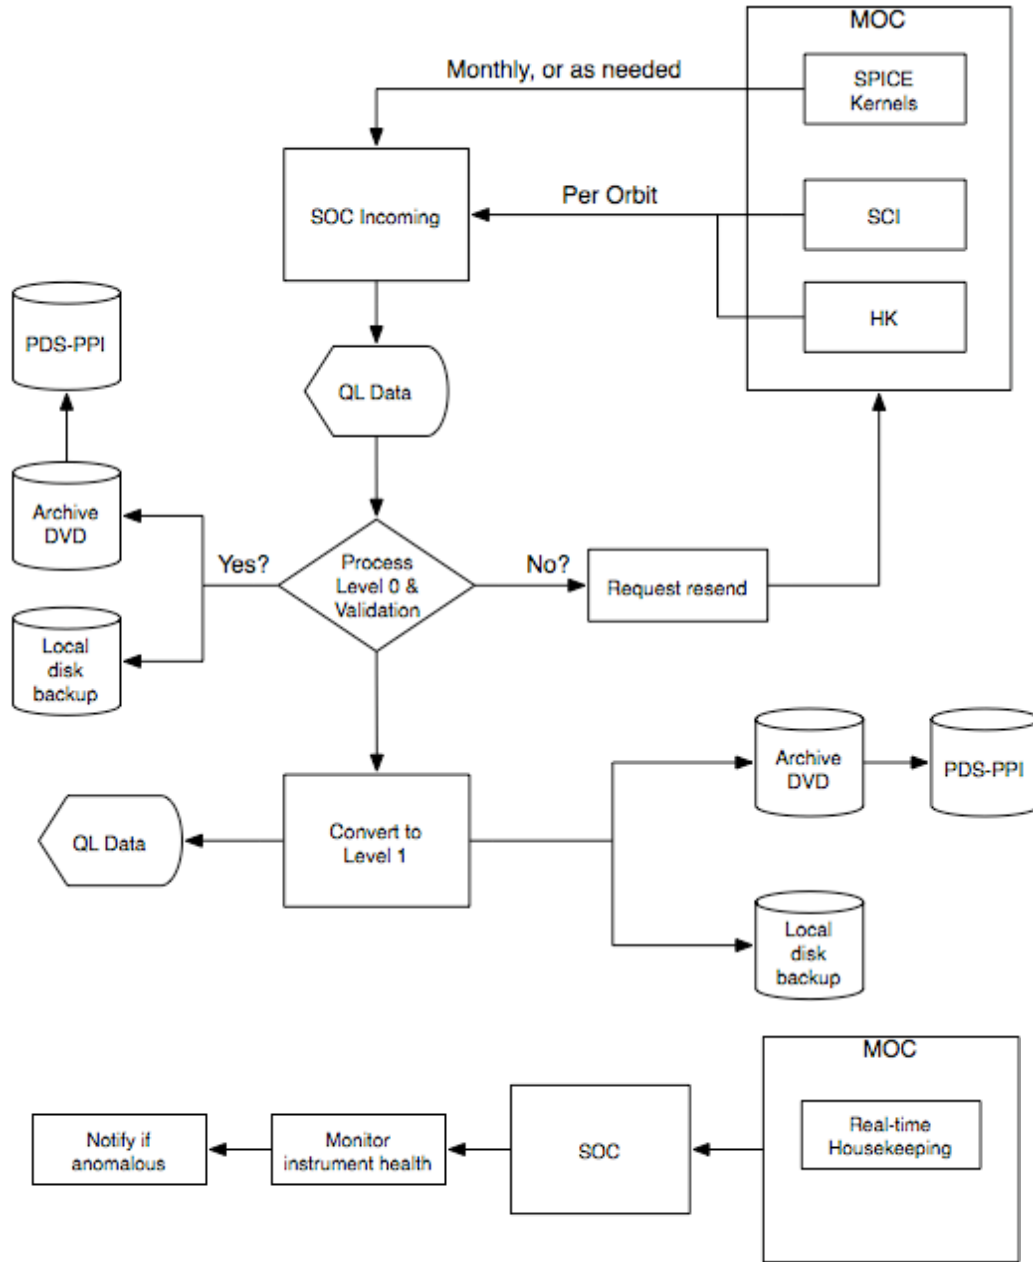 MOC
Monthly, or as needed
SPICE
Kernels
SOC Incoming
Per Orbit
SCI
HK
PDS-PPI
QL Data
Archive
DVD
Yes?
Process
Level 0 &
Validation
No?
Request resend
Local
disk
backup
Archive
DVD
PDS-PPI
QL Data
Convert to
Level 1
Local
disk
backup
MOC
Notify if
anomalous
Monitor
instrument health
SOC
Real-time
Housekeeping